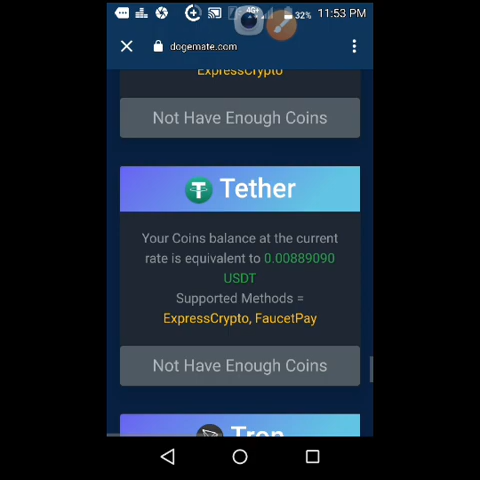 4G+
32% 11:53 PM
dogemate.com
ExpressCrypto
Not Have Enough Coins
Tether
Your Coins balance at the current
rate is equivalent to 0.00889090
USDT
Supported Methods =
ExpressCrypto, FaucetPay
Not Have Enough Coins
Tron